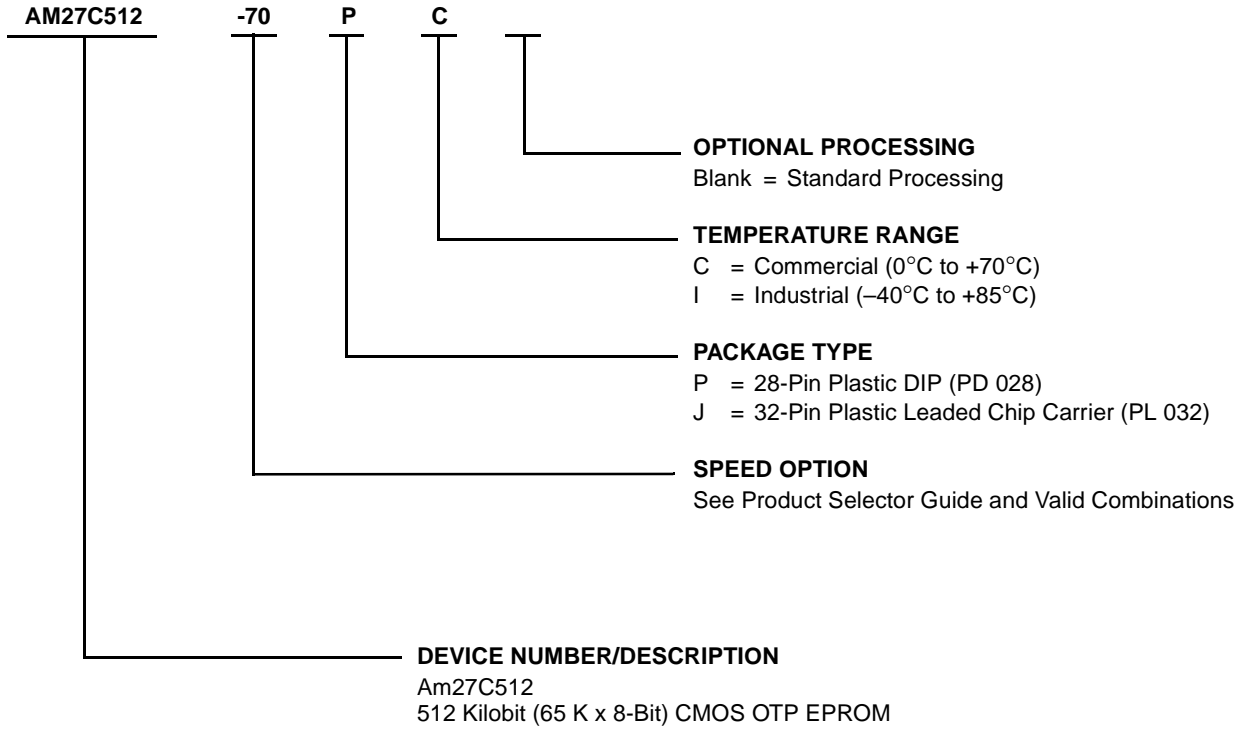 AM27C512 -70 P C
OPTIONAL PROCESSING
Blank = Standard Processing
TEMPERATURE RANGE
C = Commercial (0°C to +70°C)
I = Industrial (–40°C to +85°C)
PACKAGE TYPE
P = 28-Pin Plastic DIP (PD 028)
J = 32-Pin Plastic Leaded Chip Carrier (PL 032)
SPEED OPTION
See Product Selector Guide and Valid Combinations
DEVICE NUMBER/DESCRIPTION
Am27C512
512 Kilobit (65 K x 8-Bit) CMOS OTP EPROM